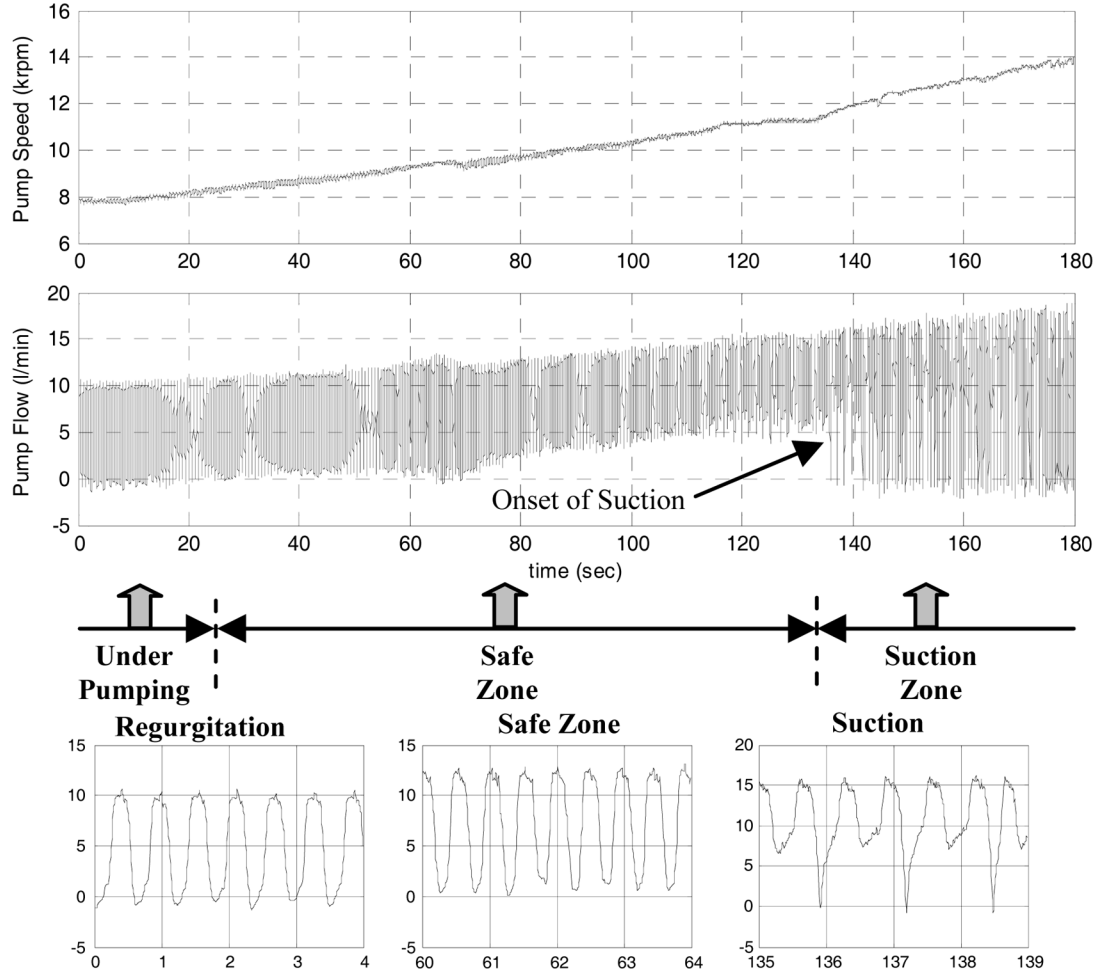 16
14
12
10
8
6
Pump Speed (krpm)
0 20 40 60 80 100 120 140 160 180
20
15
10
5
0
-5
Pump Flow (l/min)
Onset of Suction
0 20 40 60 80 100 120 140 160 180
time (sec)
Under
Pumping
Safe
Zone
Suction
Zone
Regurgitation
15
10
5
0
-5
0 1 2 3 4
Safe Zone
15
10
5
0
-5
60 61 62 63 64
Suction
20
15
10
5
0
-5
135 136 137 138 139